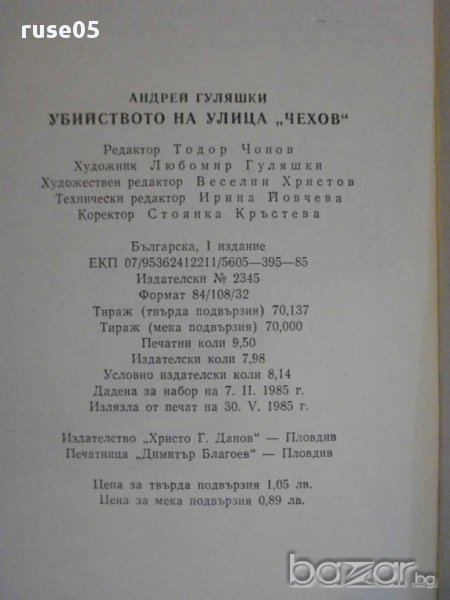 ruse05
АНДРЕЙ ГУЛЯШКИ
УБИЙСТВОТО НА УЛИЦА „ЧЕХОВ“
Редактор Тодор Чонов
Художник Любомир Гуляшки
Художествен редактор Веселин Христов
Технически редактор Ирина Йовчева
Коректор Стоянка Кръстева
Българска, I издание
ЕКП 07/95362412211/5605—395—85
Издателски № 2345
Формат 84/108/32
Тираж (твърда подвързия) 70,137
Тираж (мека подвързия) 70,000
Печатни коли 9,50
Издателски коли 7,98
Условно издателски коли 8,14
Дадена за набор на 7. II. 1985 г.
Излязла от печат на 30. V. 1985 г.
Издателство „Христо Г. Данов“ — Пловдив
Печатница „Димитър Благоев“ — Пловдив
Цена за твърда подвързия 1,05 лв.
Цена за мека подвързия 0,89 лв.
bazar.bg